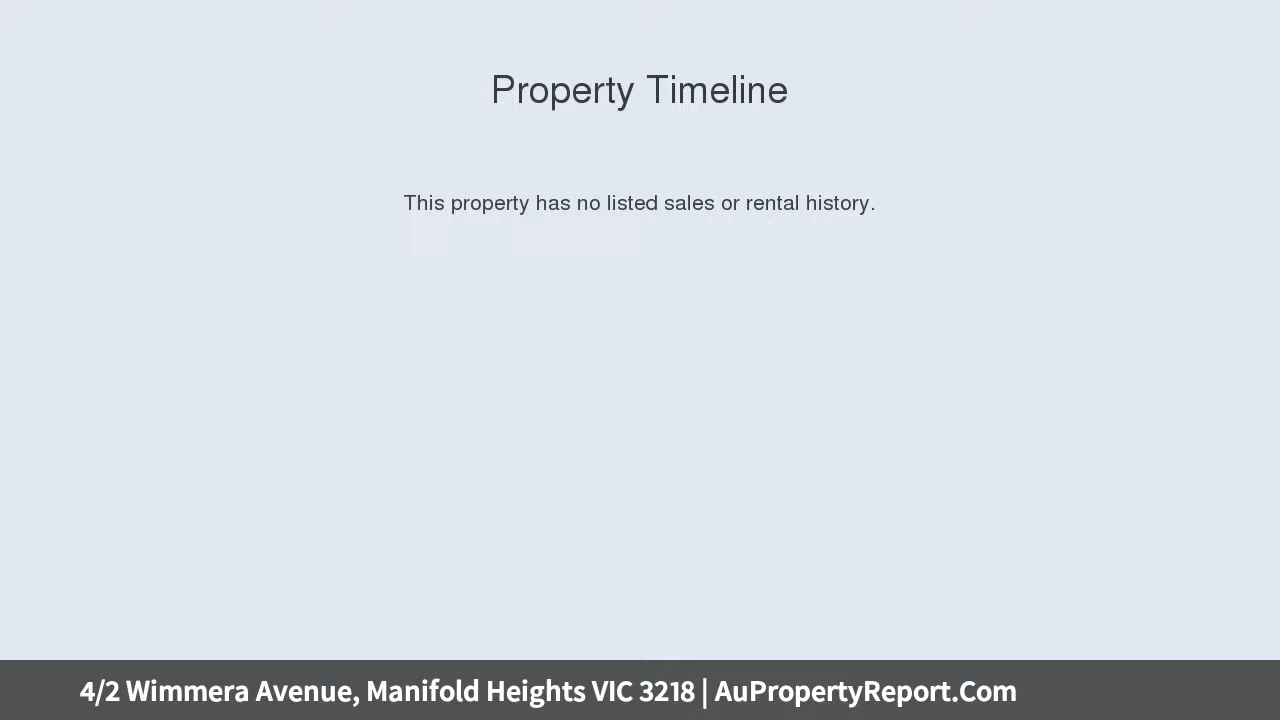 Property Timeline
This property has no listed sales or rental history.
4/2 Wimmera Avenue, Manifold Heights VIC 3218 | AuPropertyReport.Com